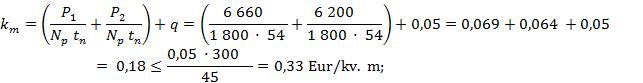 k_m = (P_1 / (N_p t_n) + P_2 / (N_p t_n)) + q = (6 660 / (1 800 · 54) + 6 200 / (1 800 · 54)) + 0,05 = 0,069 + 0,064 + 0,05
= 0,18 ≤ (0,05 · 300) / 45 = 0,33 Eur/kv. m;